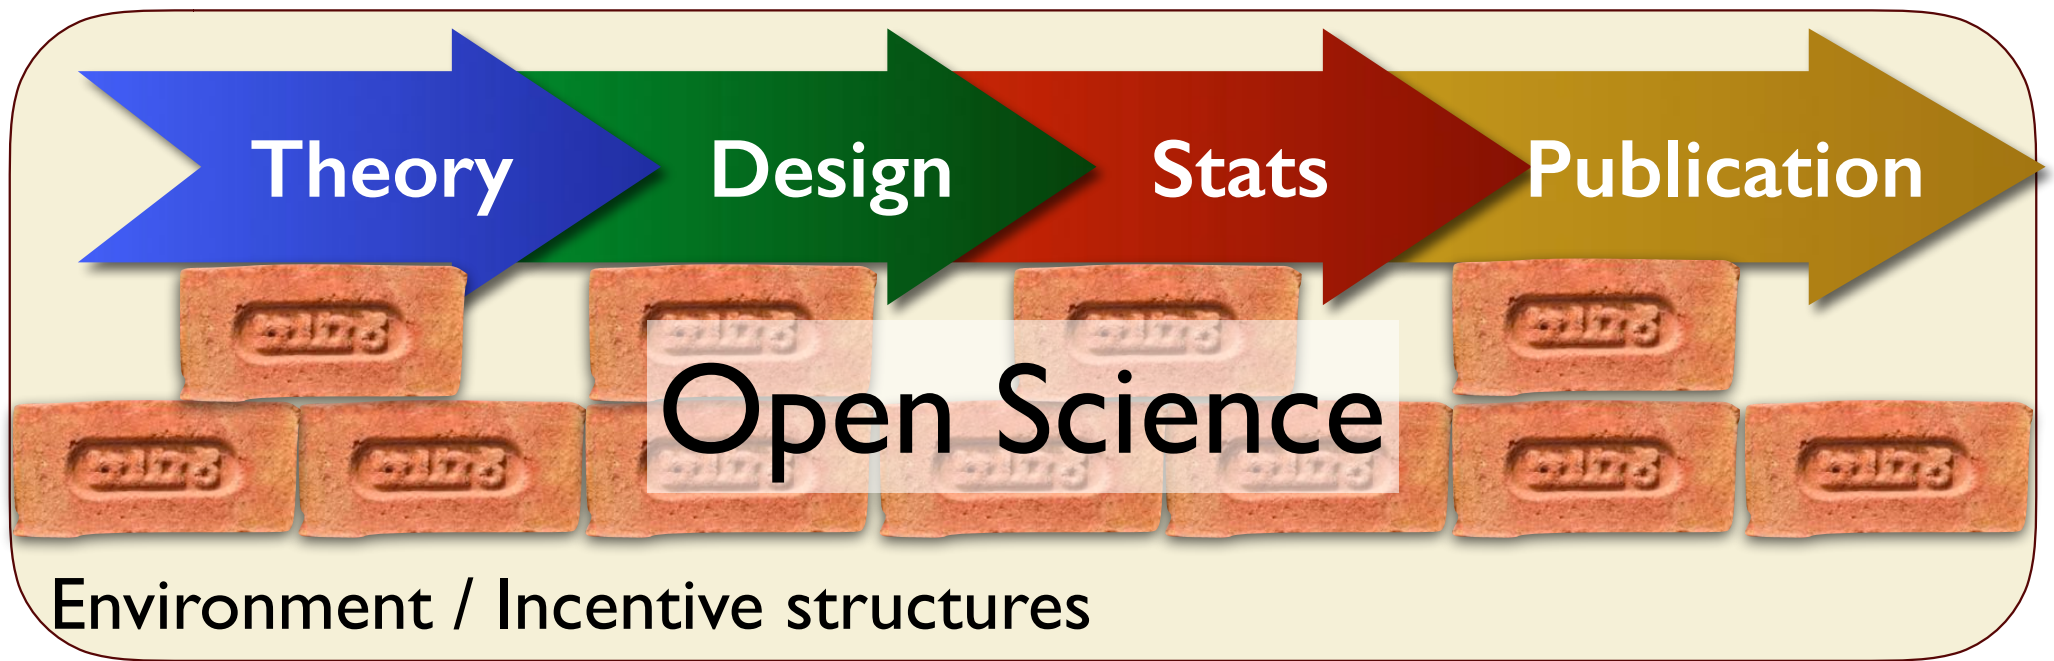 Theory
Design
Stats
Publication
Open Science
Environment / Incentive structures